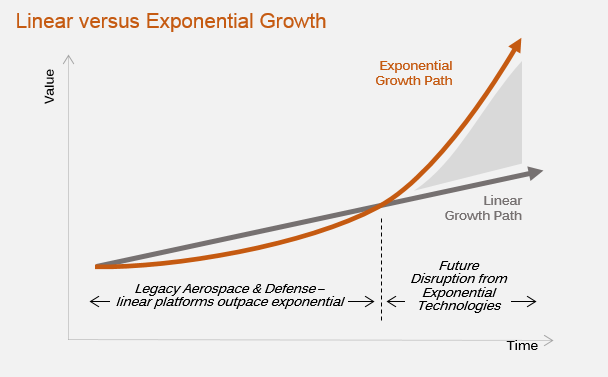 Linear versus Exponential Growth
Value
Exponential
Growth Path
Linear
Growth Path
Legacy Aerospace & Defense –
linear platforms outpace exponential
Future
Disruption from
Exponential
Technologies
Time